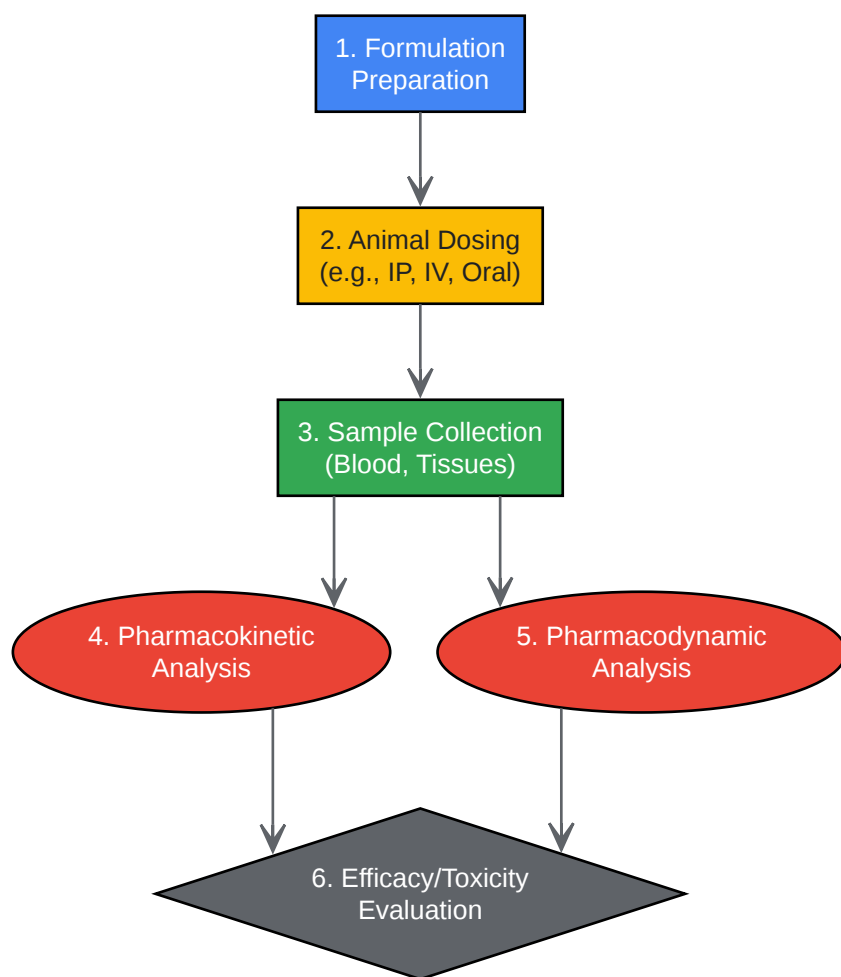 1. Formulation
Preparation
2. Animal Dosing
(e.g., IP, IV, Oral)
3. Sample Collection
(Blood, Tissues)
4. Pharmacokinetic
Analysis
5. Pharmacodynamic
Analysis
6. Efficacy/Toxicity
Evaluation